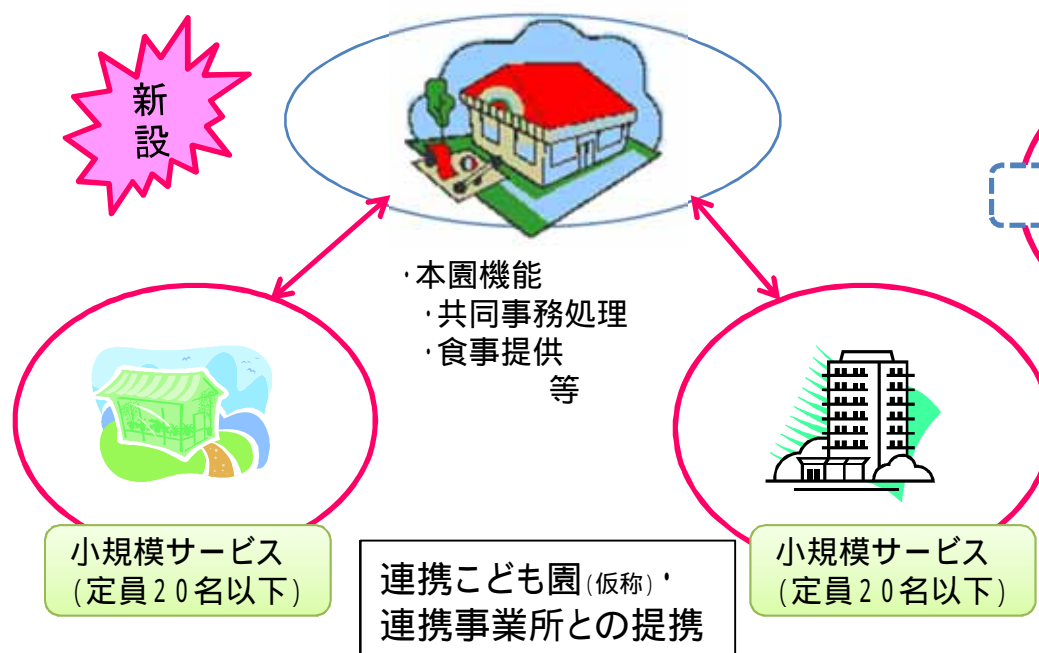 新
設
・本園機能
・共同事務処理
・食事提供
等
小規模サービス
(定員20名以下)
連携こども園(仮称)・
連携事業所との提携
小規模サービス
(定員20名以下)